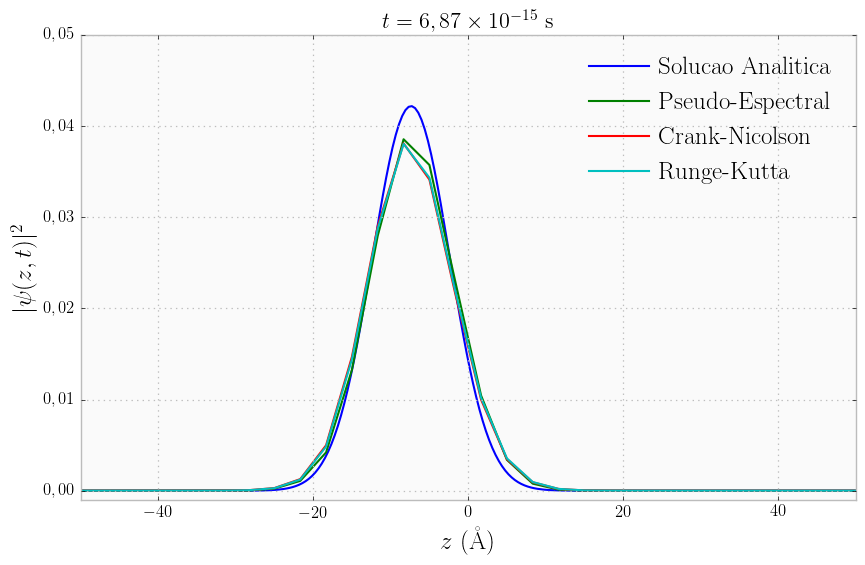 t = 6,87 × 10⁻¹⁵ s
0,05
0,04
0,03
0,02
0,01
0,00
|ψ(z, t)|²
Solucao Analitica
Pseudo-Espectral
Crank-Nicolson
Runge-Kutta
−40 −20 0 20 40
z (Å)